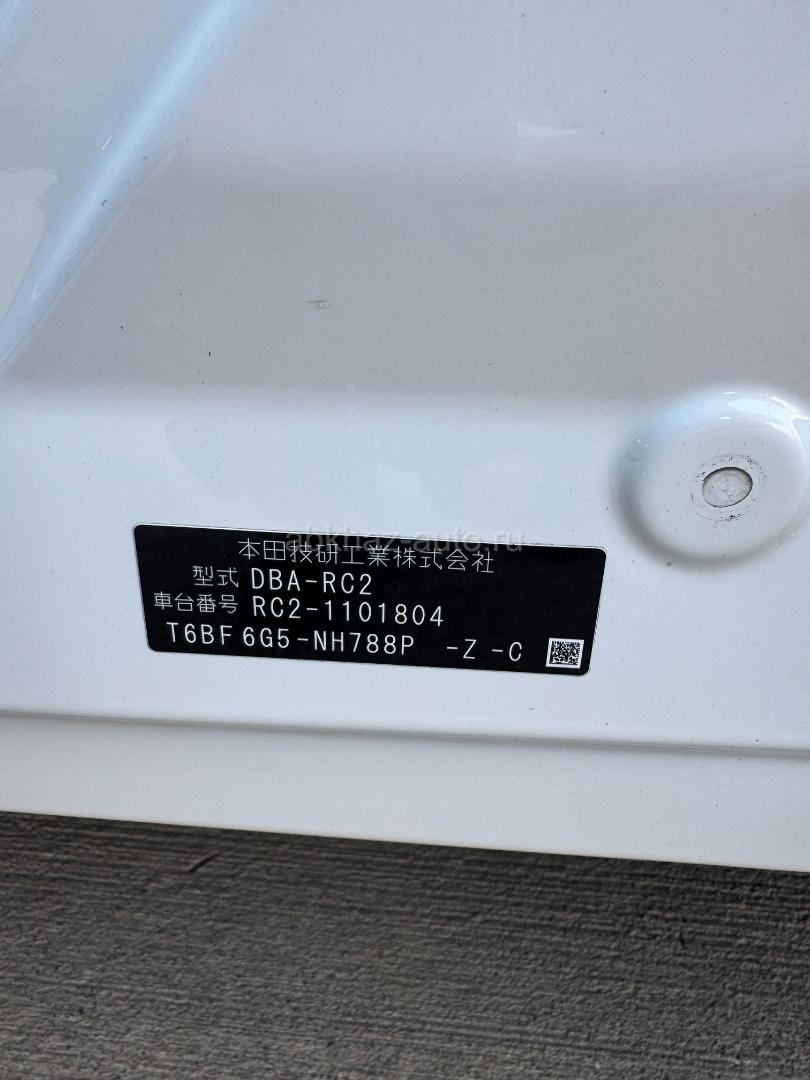 本田技研工業株式会社
abkhaz-auto.ru
型式 DBA-RC2
車台番号 RC2-1101804
T6BF 6G5-NH788P -Z -C